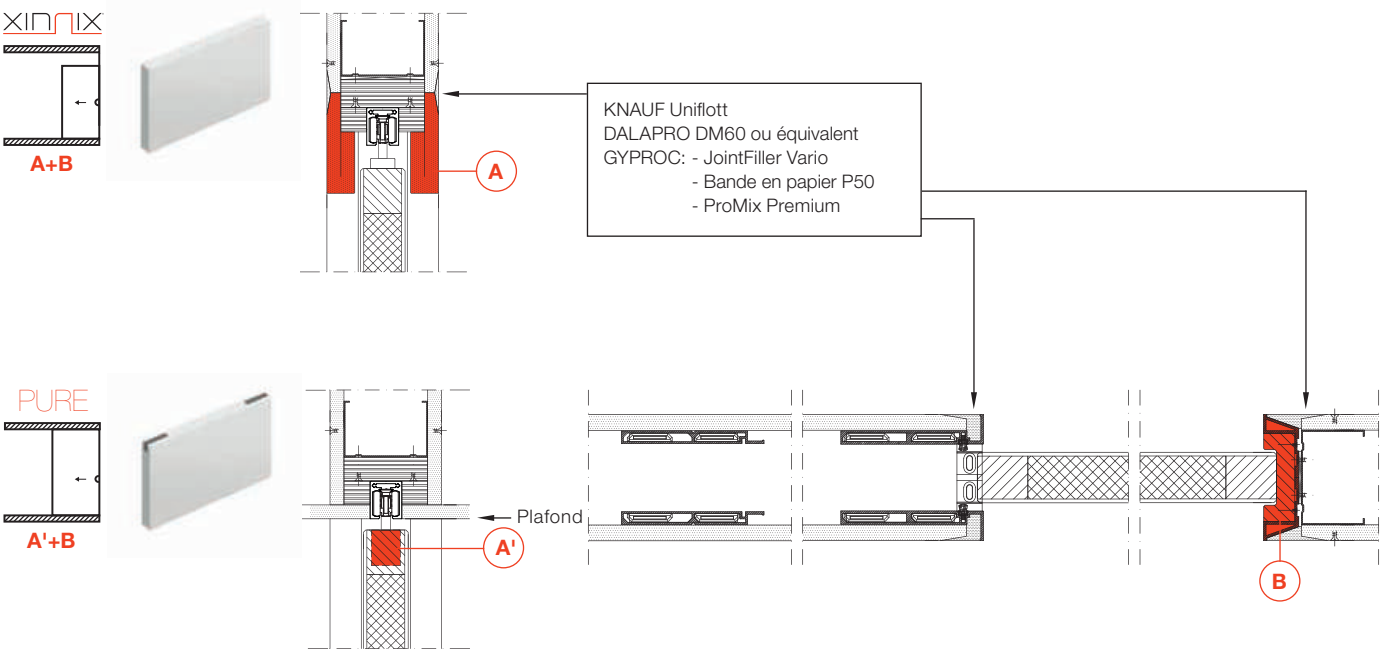 XINNIX
A+B
A
KNAUF Uniflott
DALAPRO DM60 ou équivalent
GYPROC: - JointFiller Vario
- Bande en papier P50
- ProMix Premium
PURE
A'+B
Plafond
A'
B